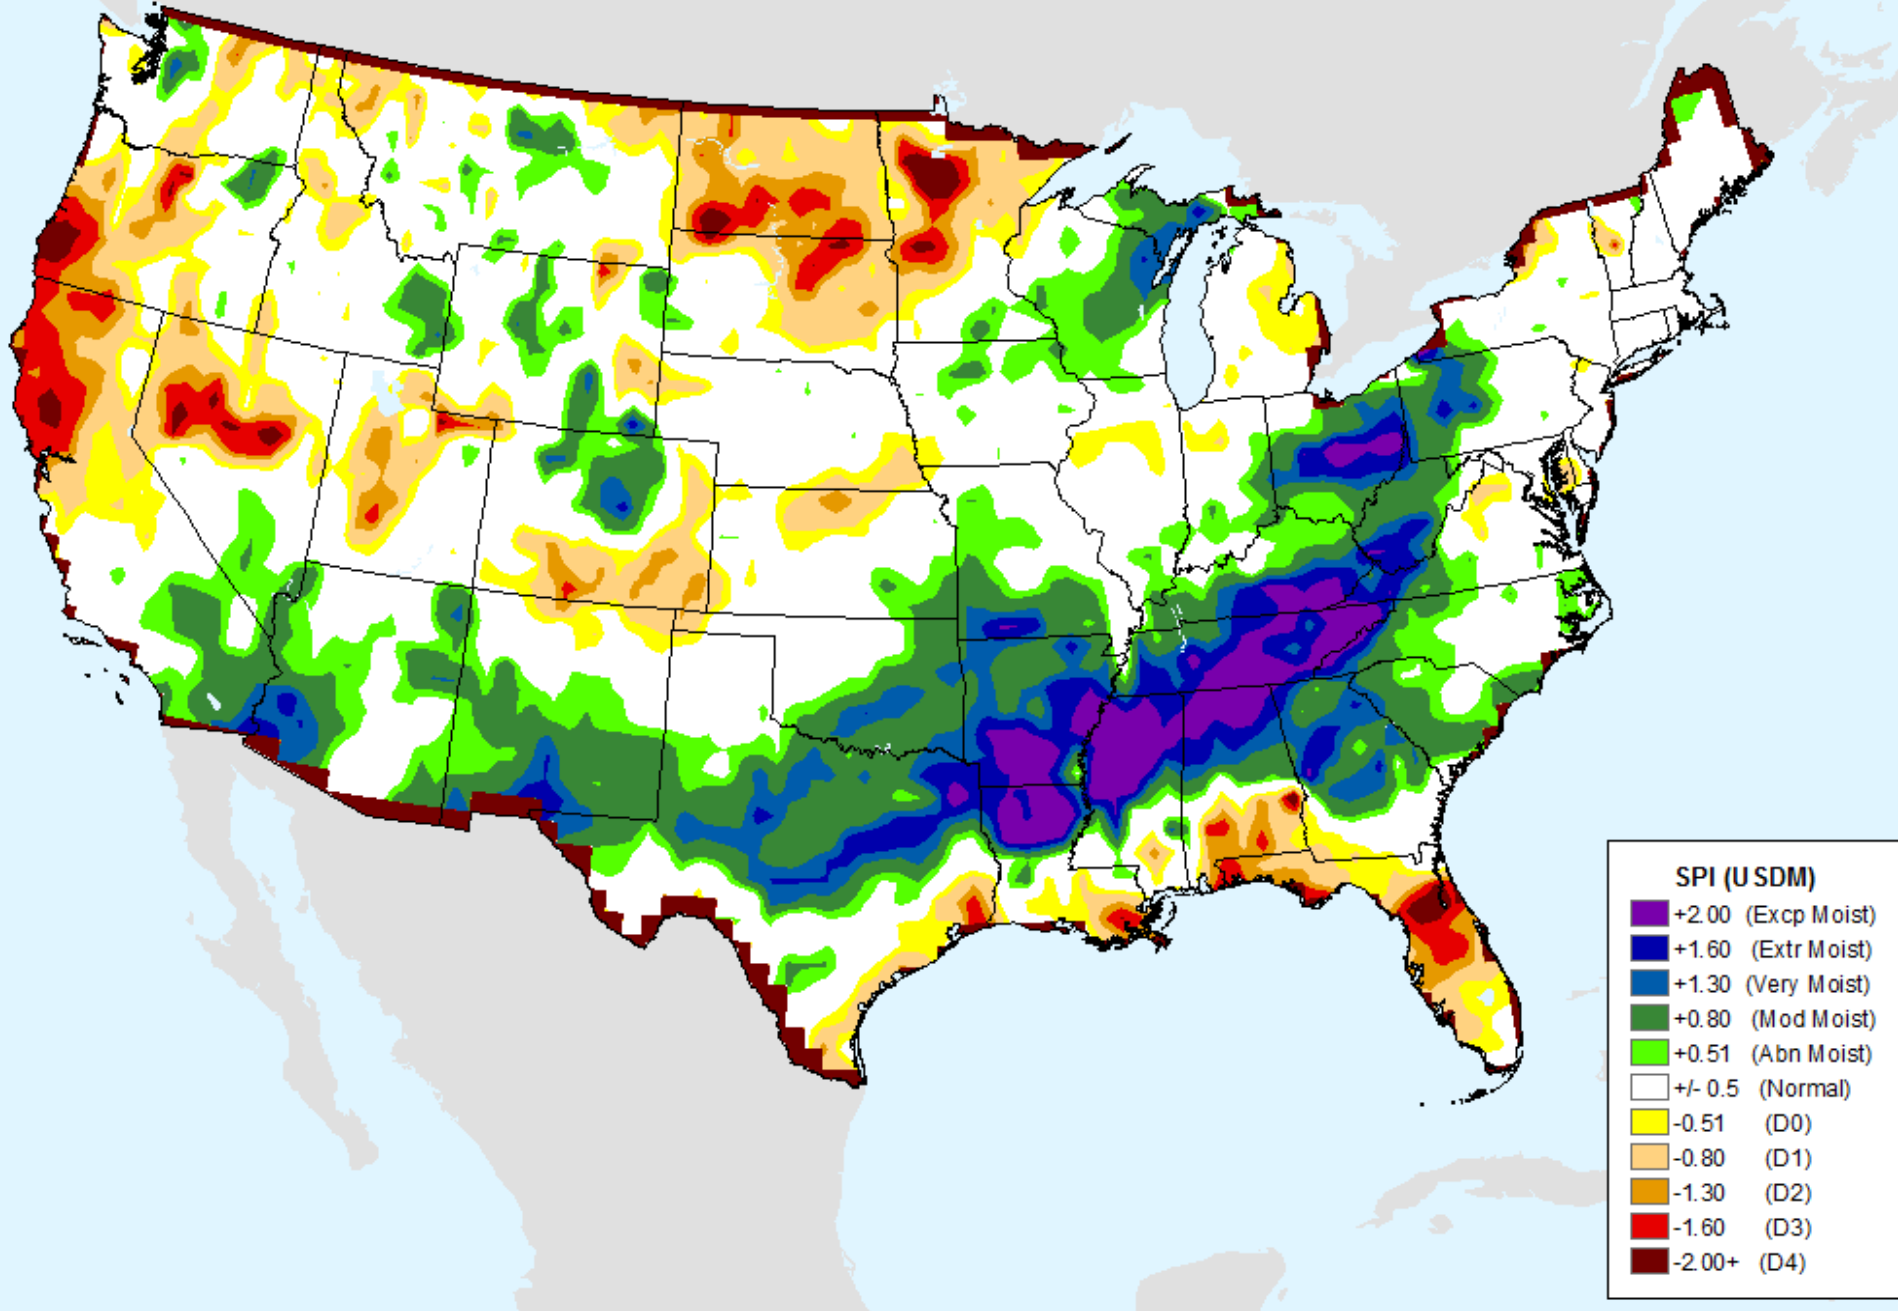 SPI (USDM)
+2.00 (Excp Moist)
+1.60 (Extr Moist)
+1.30 (Very Moist)
+0.80 (Mod Moist)
+0.51 (Abn Moist)
+/- 0.5 (Normal)
-0.51 (D0)
-0.80 (D1)
-1.30 (D2)
-1.60 (D3)
-2.00+ (D4)